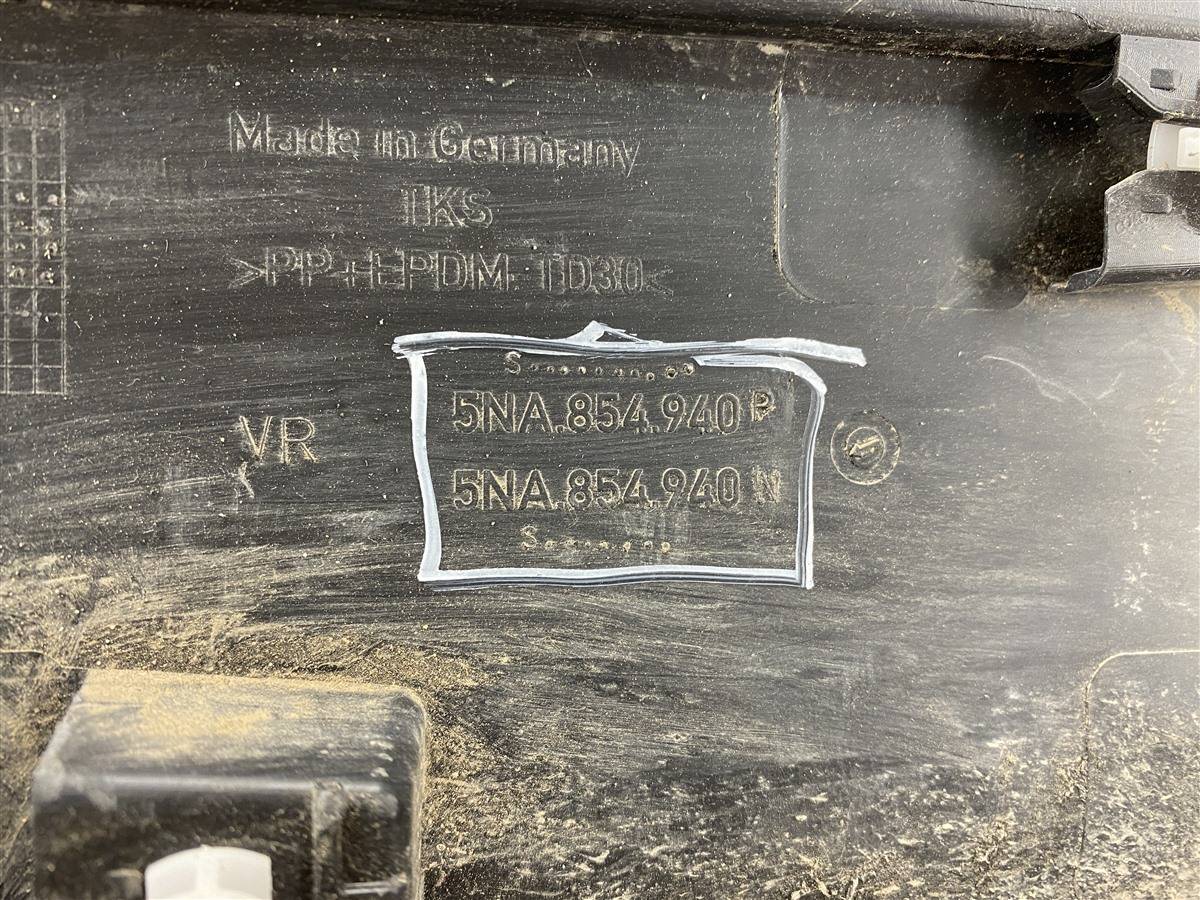 Made in Germany
TKS
>PP+EPDM TD30<
S..........
5NA.854.940 P
VR
5NA.854.940 N
S........